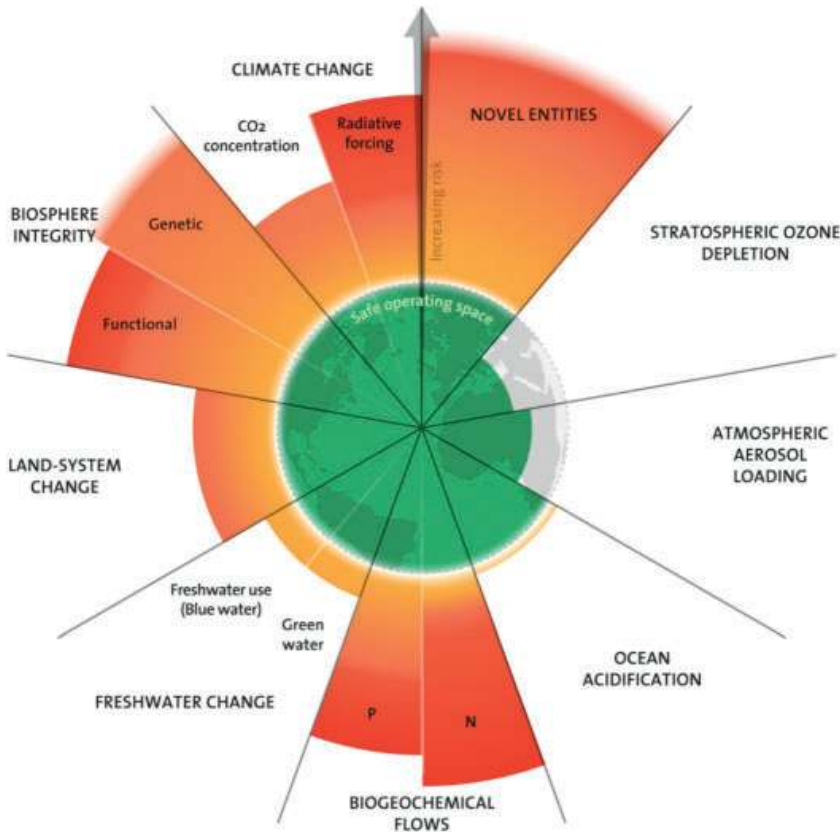 CLIMATE CHANGE
CO2
concentration
Radiative
forcing
NOVEL ENTITIES
Increasing risk
BIOSPHERE
INTEGRITY
Genetic
STRATOSPHERIC OZONE
DEPLETION
Functional
Safe operating space
LAND-SYSTEM
CHANGE
ATMOSPHERIC
AEROSOL
LOADING
Freshwater use
(Blue water)
Green
water
FRESHWATER CHANGE
OCEAN
ACIDIFICATION
P
N
BIOGEOCHEMICAL
FLOWS